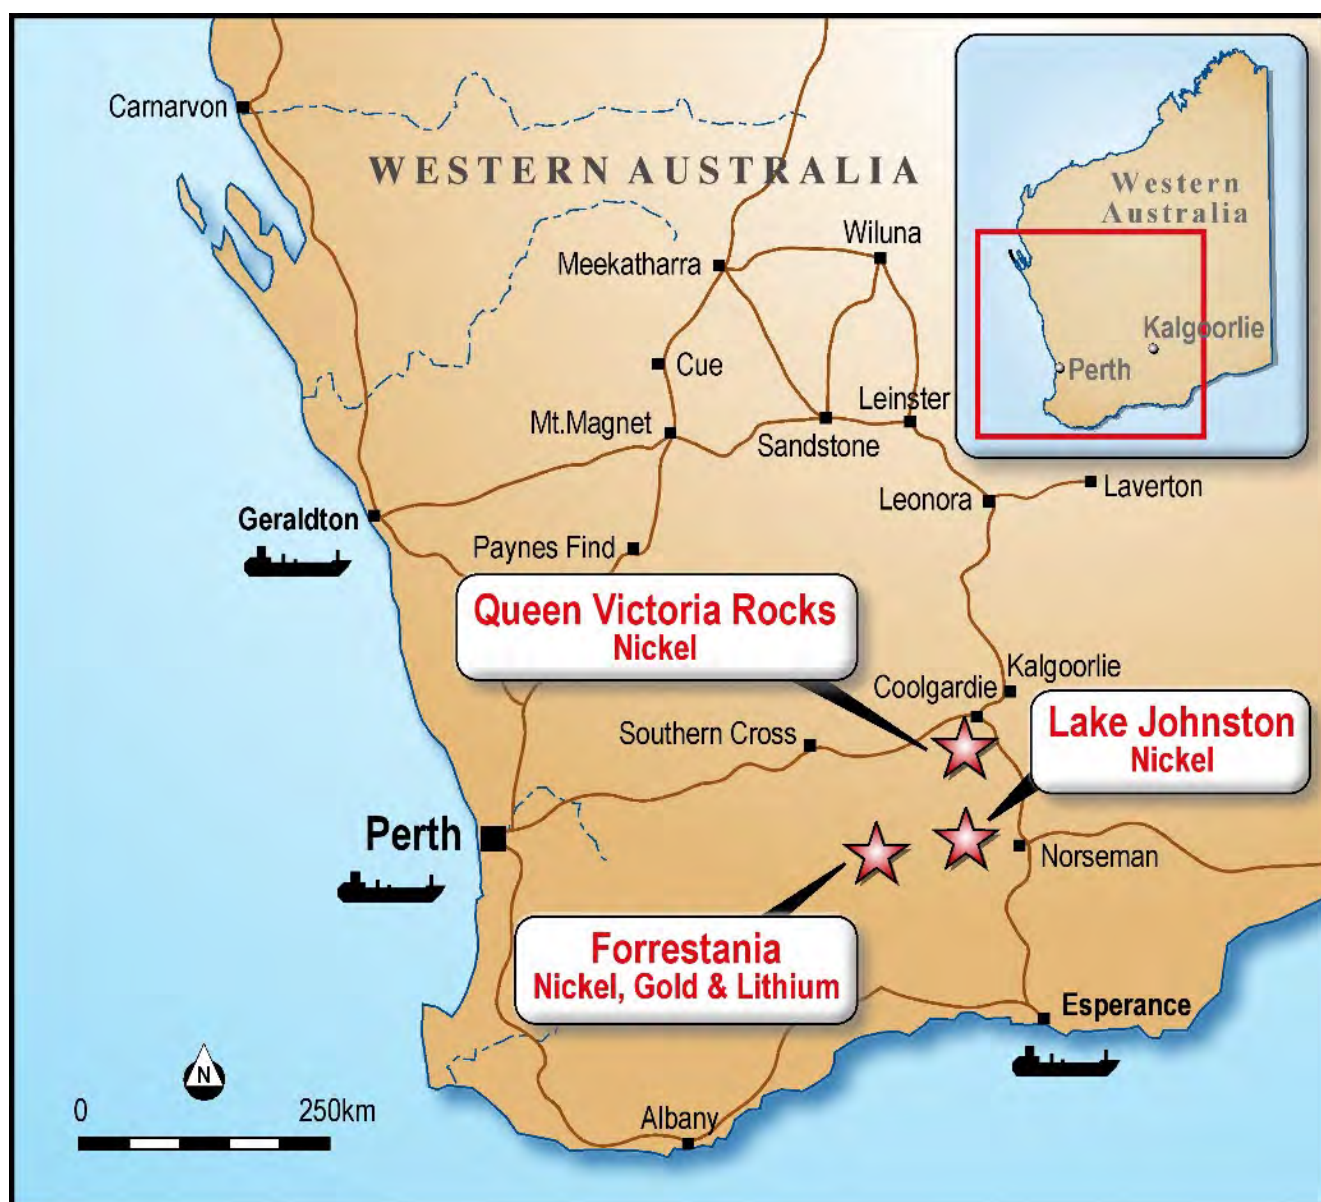 Carnarvon
WESTERN AUSTRALIA
Western
Australia
Wiluna
Meekatharra
Kalgoorlie
Perth
Cue
Leinster
Mt.Magnet
Sandstone
Laverton
Leonora
Geraldton
Paynes Find
Queen Victoria Rocks
Nickel
Kalgoorlie
Coolgardie
Lake Johnston
Nickel
Southern Cross
Perth
Norseman
Forrestania
Nickel, Gold & Lithium
Esperance
N
0 250km
Albany